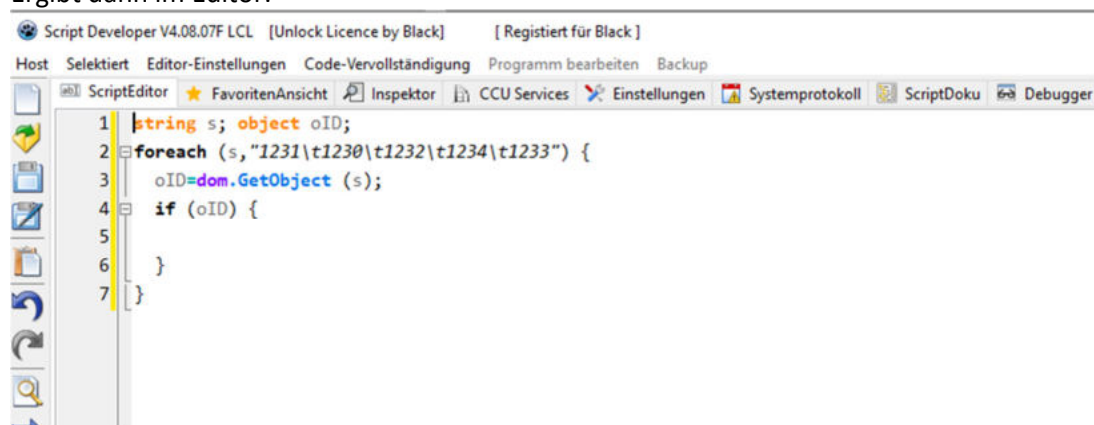 Ergibt dann im Editor:
Script Developer V4.08.07F LCL [Unlock Licence by Black] [ Registiert für Black ]
Host Selektiert Editor-Einstellungen Code-Vervollständigung Programm bearbeiten Backup
ScriptEditor FavoritenAnsicht Inspektor CCU Services Einstellungen Systemprotokoll ScriptDoku Debugger
1 string s; object oID;
2 foreach (s,"1231\t1230\t1232\t1234\t1233") {
3 oID=dom.GetObject (s);
4 if (oID) {
5
6 }
7 }